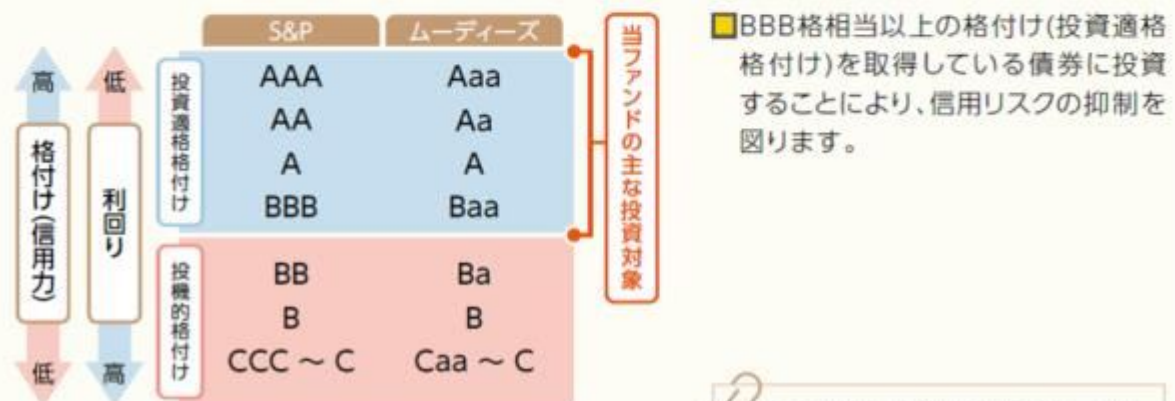 S&P ムーディーズ
高
格付け(信用力)
低
低
利回り
高
投資適格格付け
AAA Aaa
AA Aa
A A
BBB Baa
投機的格付け
BB Ba
B B
CCC ～ C Caa ～ C
当ファンドの主な投資対象
■BBB格相当以上の格付け(投資適格
格付け)を取得している債券に投資
することにより、信用リスクの抑制を
図ります。